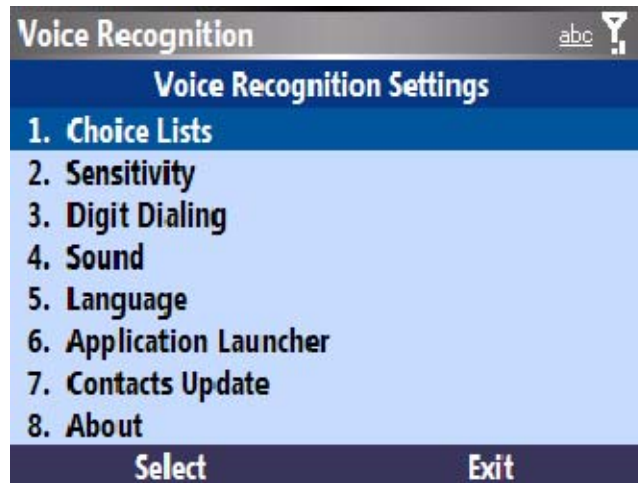 Voice Recognition abc
Voice Recognition Settings
1. Choice Lists
2. Sensitivity
3. Digit Dialing
4. Sound
5. Language
6. Application Launcher
7. Contacts Update
8. About
Select Exit